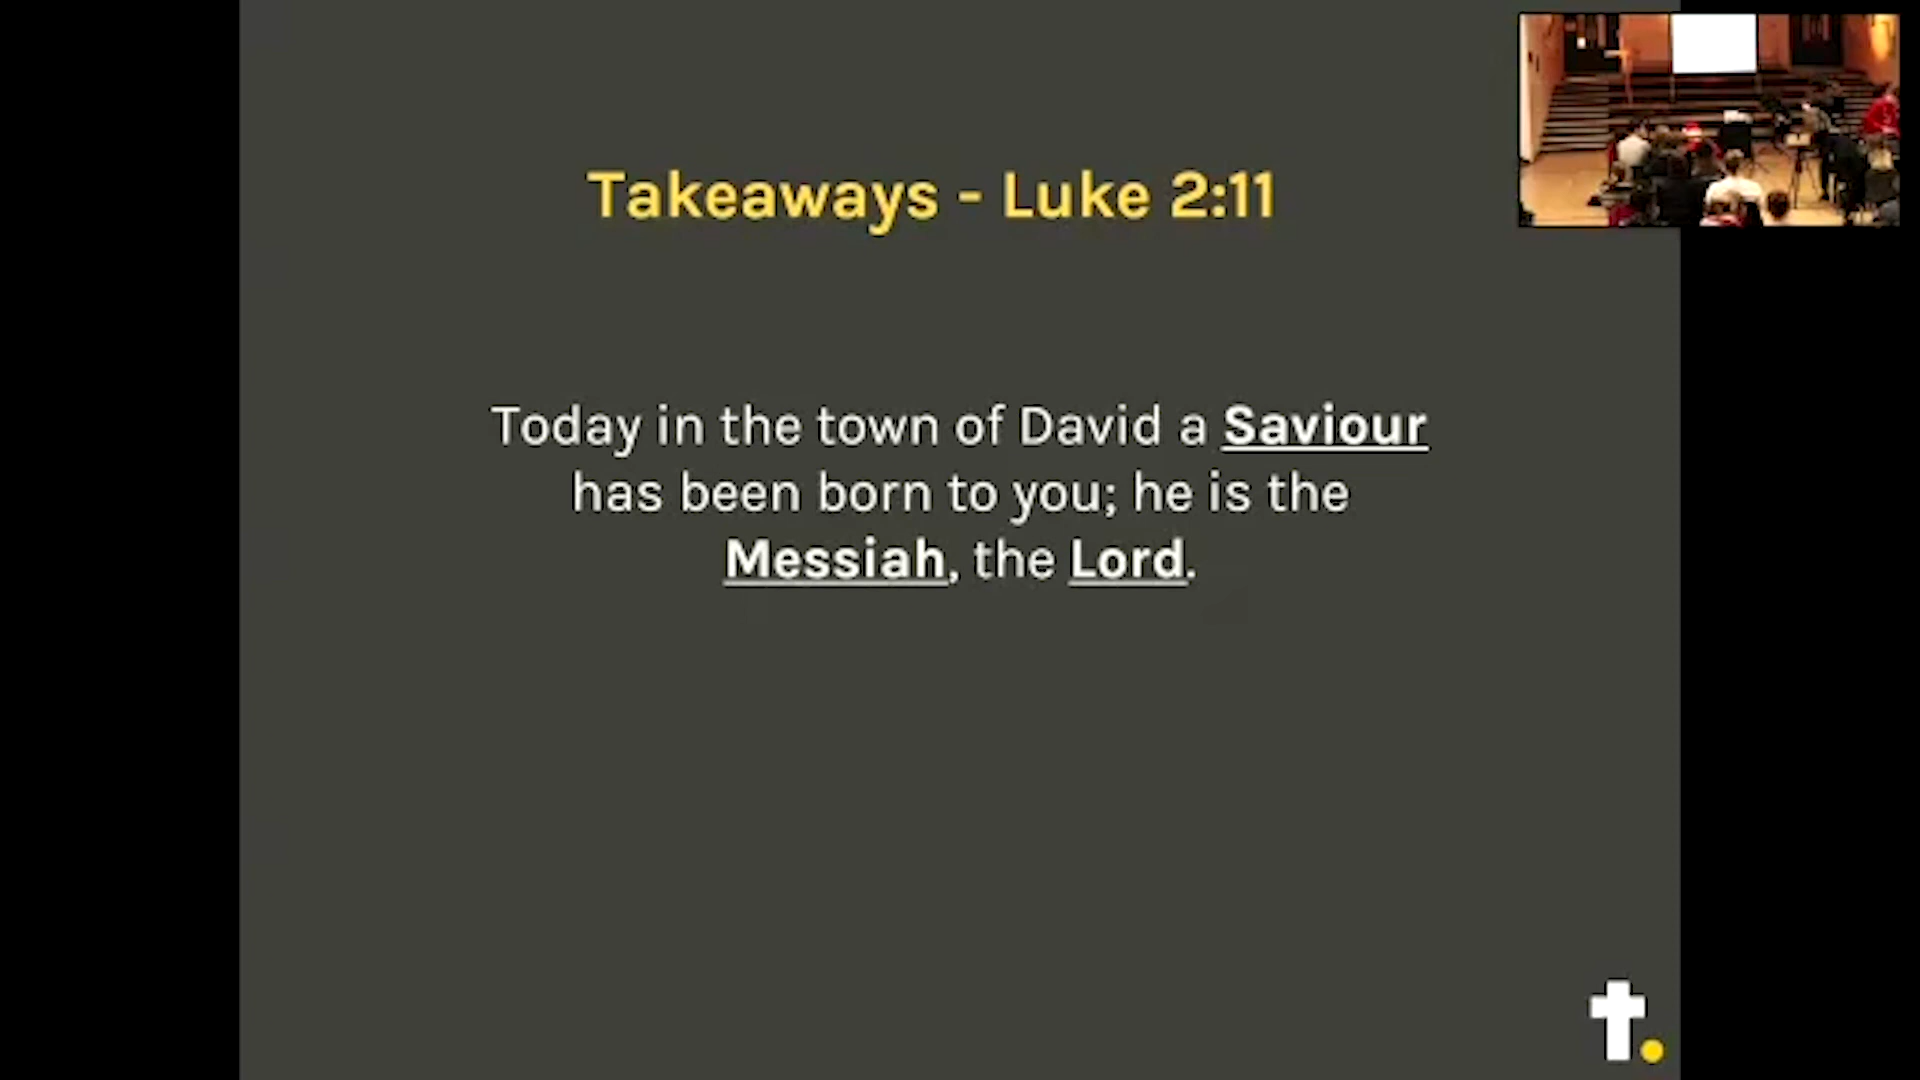 Takeaways - Luke 2:11
Today in the town of David a Saviour
has been born to you; he is the
Messiah, the Lord.